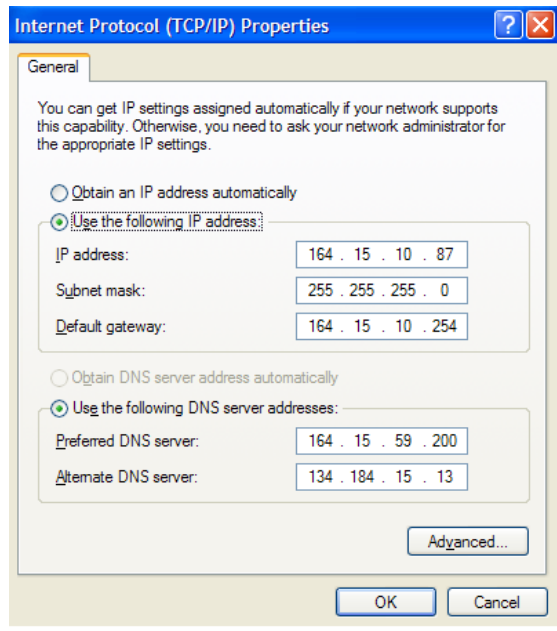 Internet Protocol (TCP/IP) Properties
General
You can get IP settings assigned automatically if your network supports
this capability. Otherwise, you need to ask your network administrator for
the appropriate IP settings.
Obtain an IP address automatically
Use the following IP address:
IP address: 164 . 15 . 10 . 87
Subnet mask: 255 . 255 . 255 . 0
Default gateway: 164 . 15 . 10 . 254
Obtain DNS server address automatically
Use the following DNS server addresses:
Preferred DNS server: 164 . 15 . 59 . 200
Alternate DNS server: 134 . 184 . 15 . 13
Advanced...
OK Cancel